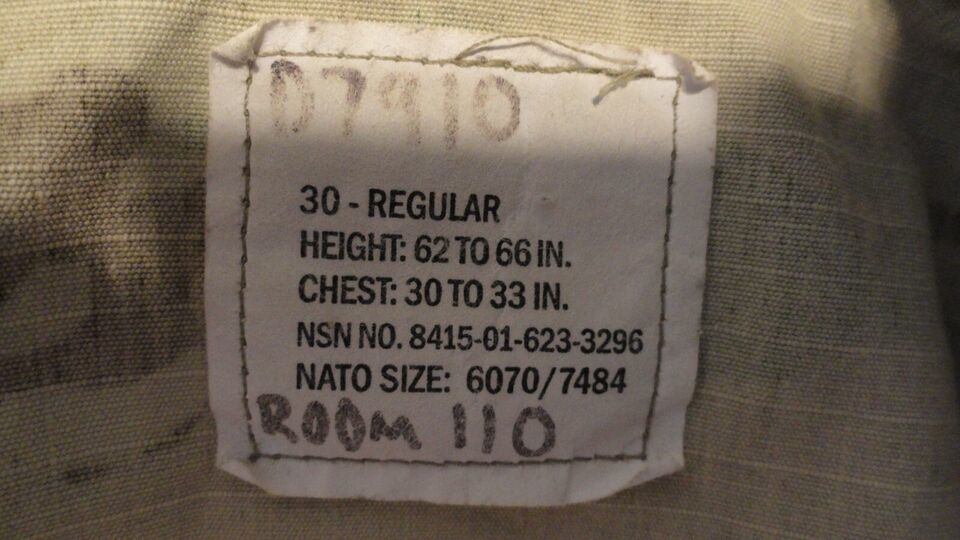 D7910
30 - REGULAR
HEIGHT: 62 TO 66 IN.
CHEST: 30 TO 33 IN.
NSN NO. 8415-01-623-3296
NATO SIZE: 6070/7484
ROOM 110